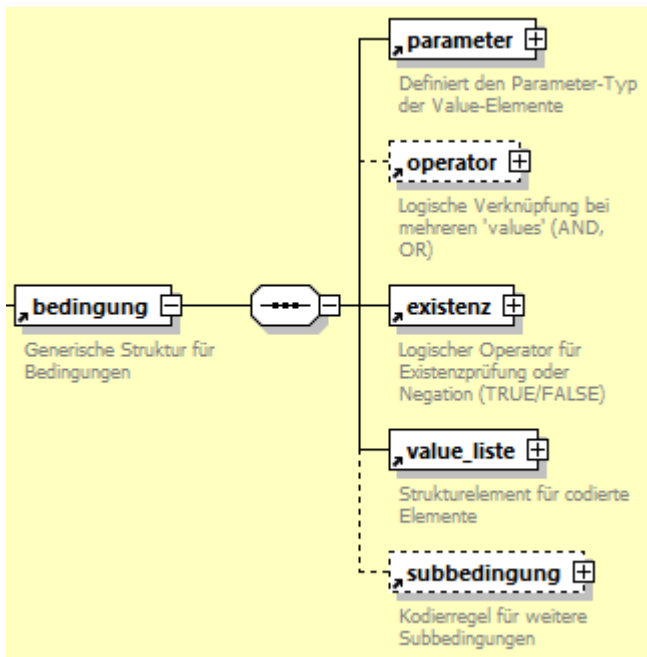 parameter
Definiert den Parameter-Typ
der Value-Elemente
operator
Logische Verknüpfung bei
mehreren 'values' (AND,
OR)
bedingung
Generische Struktur für
Bedingungen
existenz
Logischer Operator für
Existenzprüfung oder
Negation (TRUE/FALSE)
value_liste
Strukturelement für codierte
Elemente
subbedingung
Kodierregel für weitere
Subbedingungen